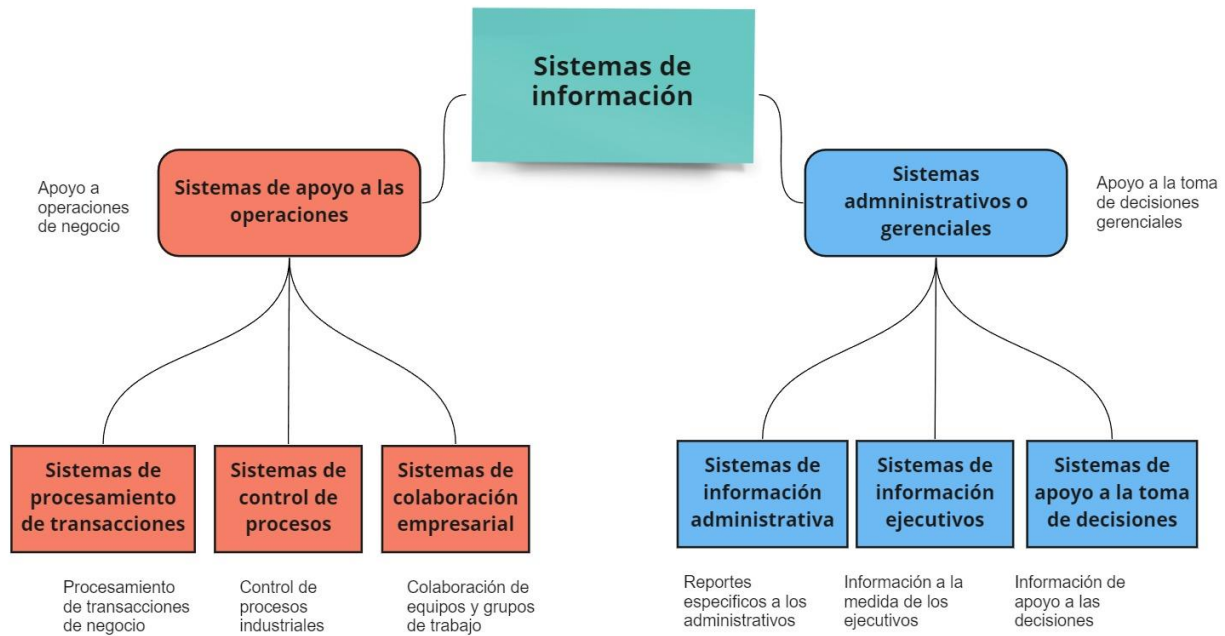 Sistemas de
información
Apoyo a
operaciones
de negocio
Sistemas de apoyo a las
operaciones
Sistemas
admninistrativos o
gerenciales
Apoyo a la toma
de decisiones
gerenciales
Sistemas de
procesamiento
de transacciones
Sistemas de
control de
procesos
Sistemas de
colaboración
empresarial
Sistemas de
información
administrativa
Sistemas de
información
ejecutivos
Sistemas de
apoyo a la toma
de decisiones
Procesamiento
de transacciones
de negocio
Control de
procesos
industriales
Colaboración de
equipos y grupos
de trabajo
Reportes
especificos a los
administrativos
Información a la
medida de los
ejecutivos
Información de
apoyo a las
decisiones